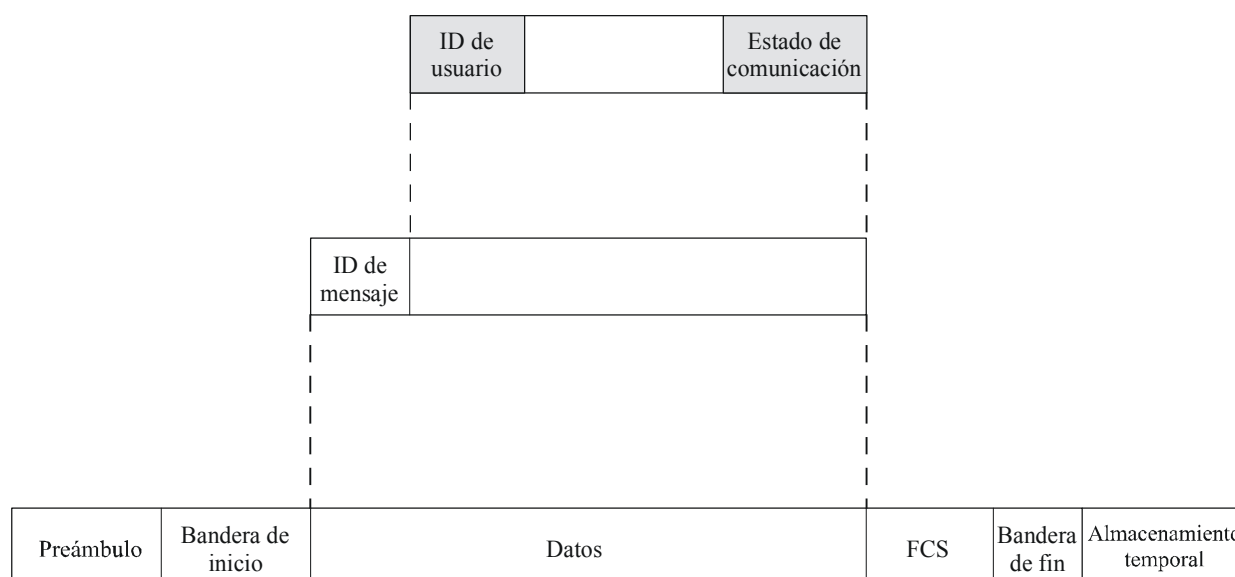 ID de
usuario
Estado de
comunicación
ID de
mensaje
Preámbulo
Bandera de
inicio
Datos
FCS
Bandera
de fin
Almacenamiento
temporal